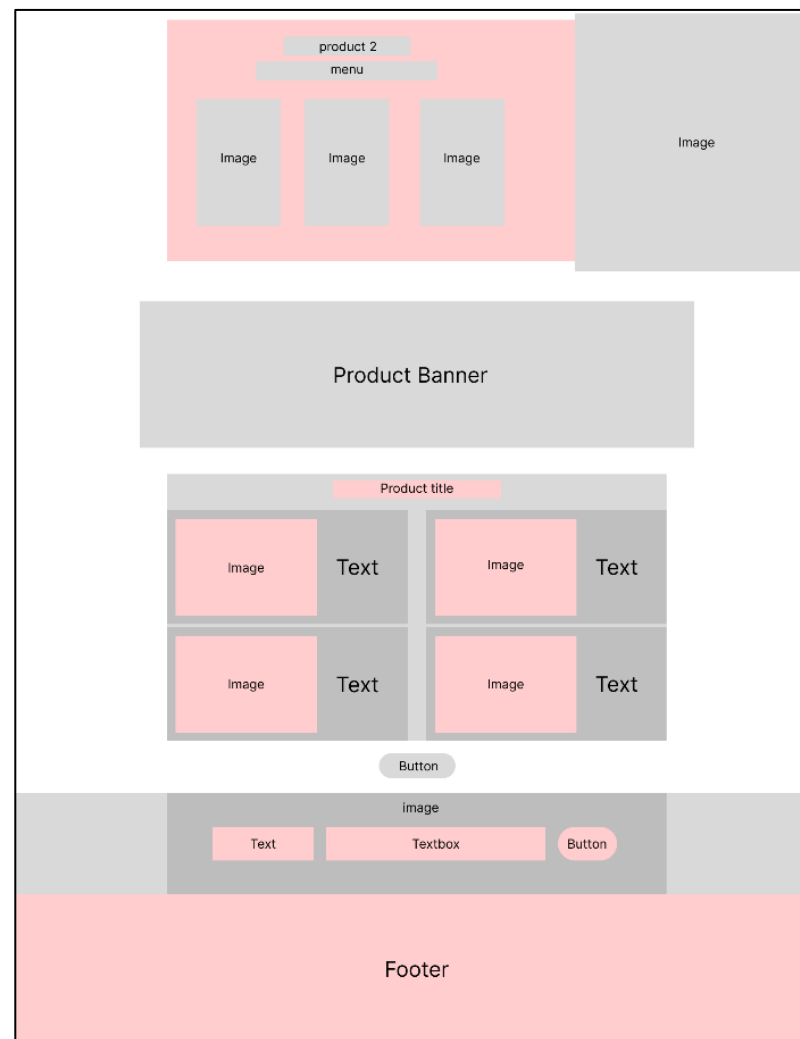 product 2
menu
Image
Image
Image
Image
Product Banner
Product title
Image
Text
Image
Text
Image
Text
Image
Text
Button
image
Text
Textbox
Button
Footer